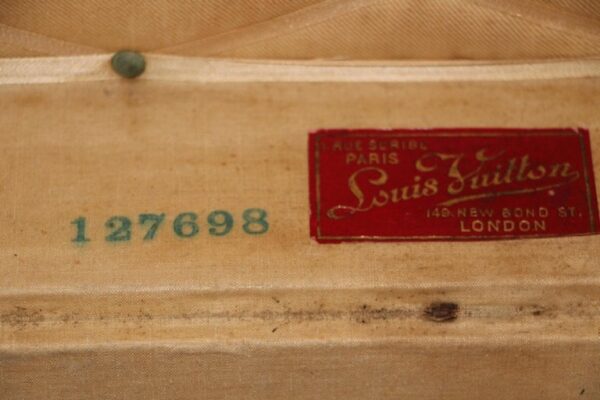 127698
1 RUE SCRIBE
PARIS
Louis Vuitton
149. NEW BOND ST.
LONDON